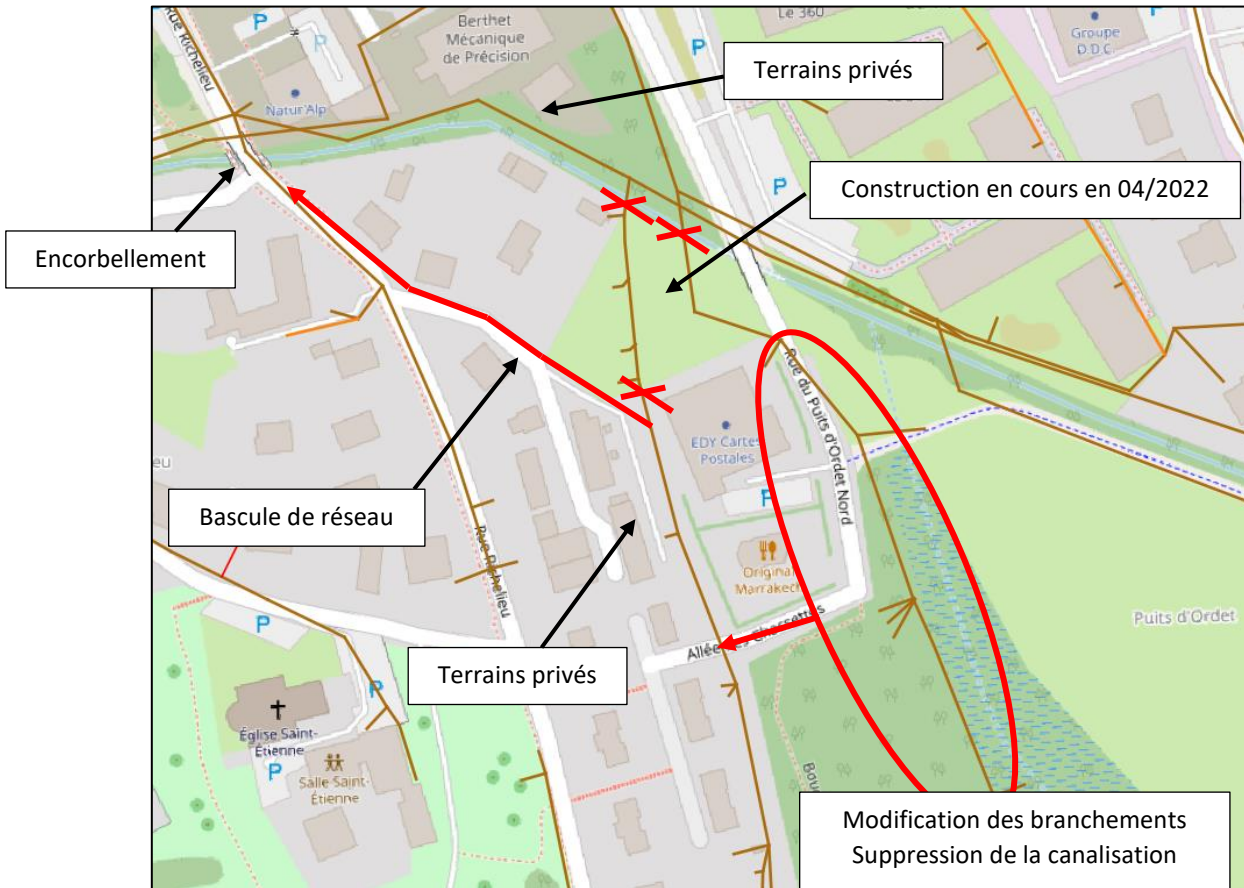 Rue Richelieu
P
P
Berthet
Mécanique
de Précision
Natur'Alp
Terrains privés
P
Le 360
P
Groupe
D.D.C.
P
P
Construction en cours en 04/2022
Encorbellement
Rue du Puits d'Ordet Nord
EDY Cartes
Postales
P
Bascule de réseau
Rue Richelieu
Original
Marrakech
Puits d'Ordet
P
Terrains privés
P
Église Saint-
Étienne
P
Salle Saint-
Étienne
Modification des branchements
Suppression de la canalisation